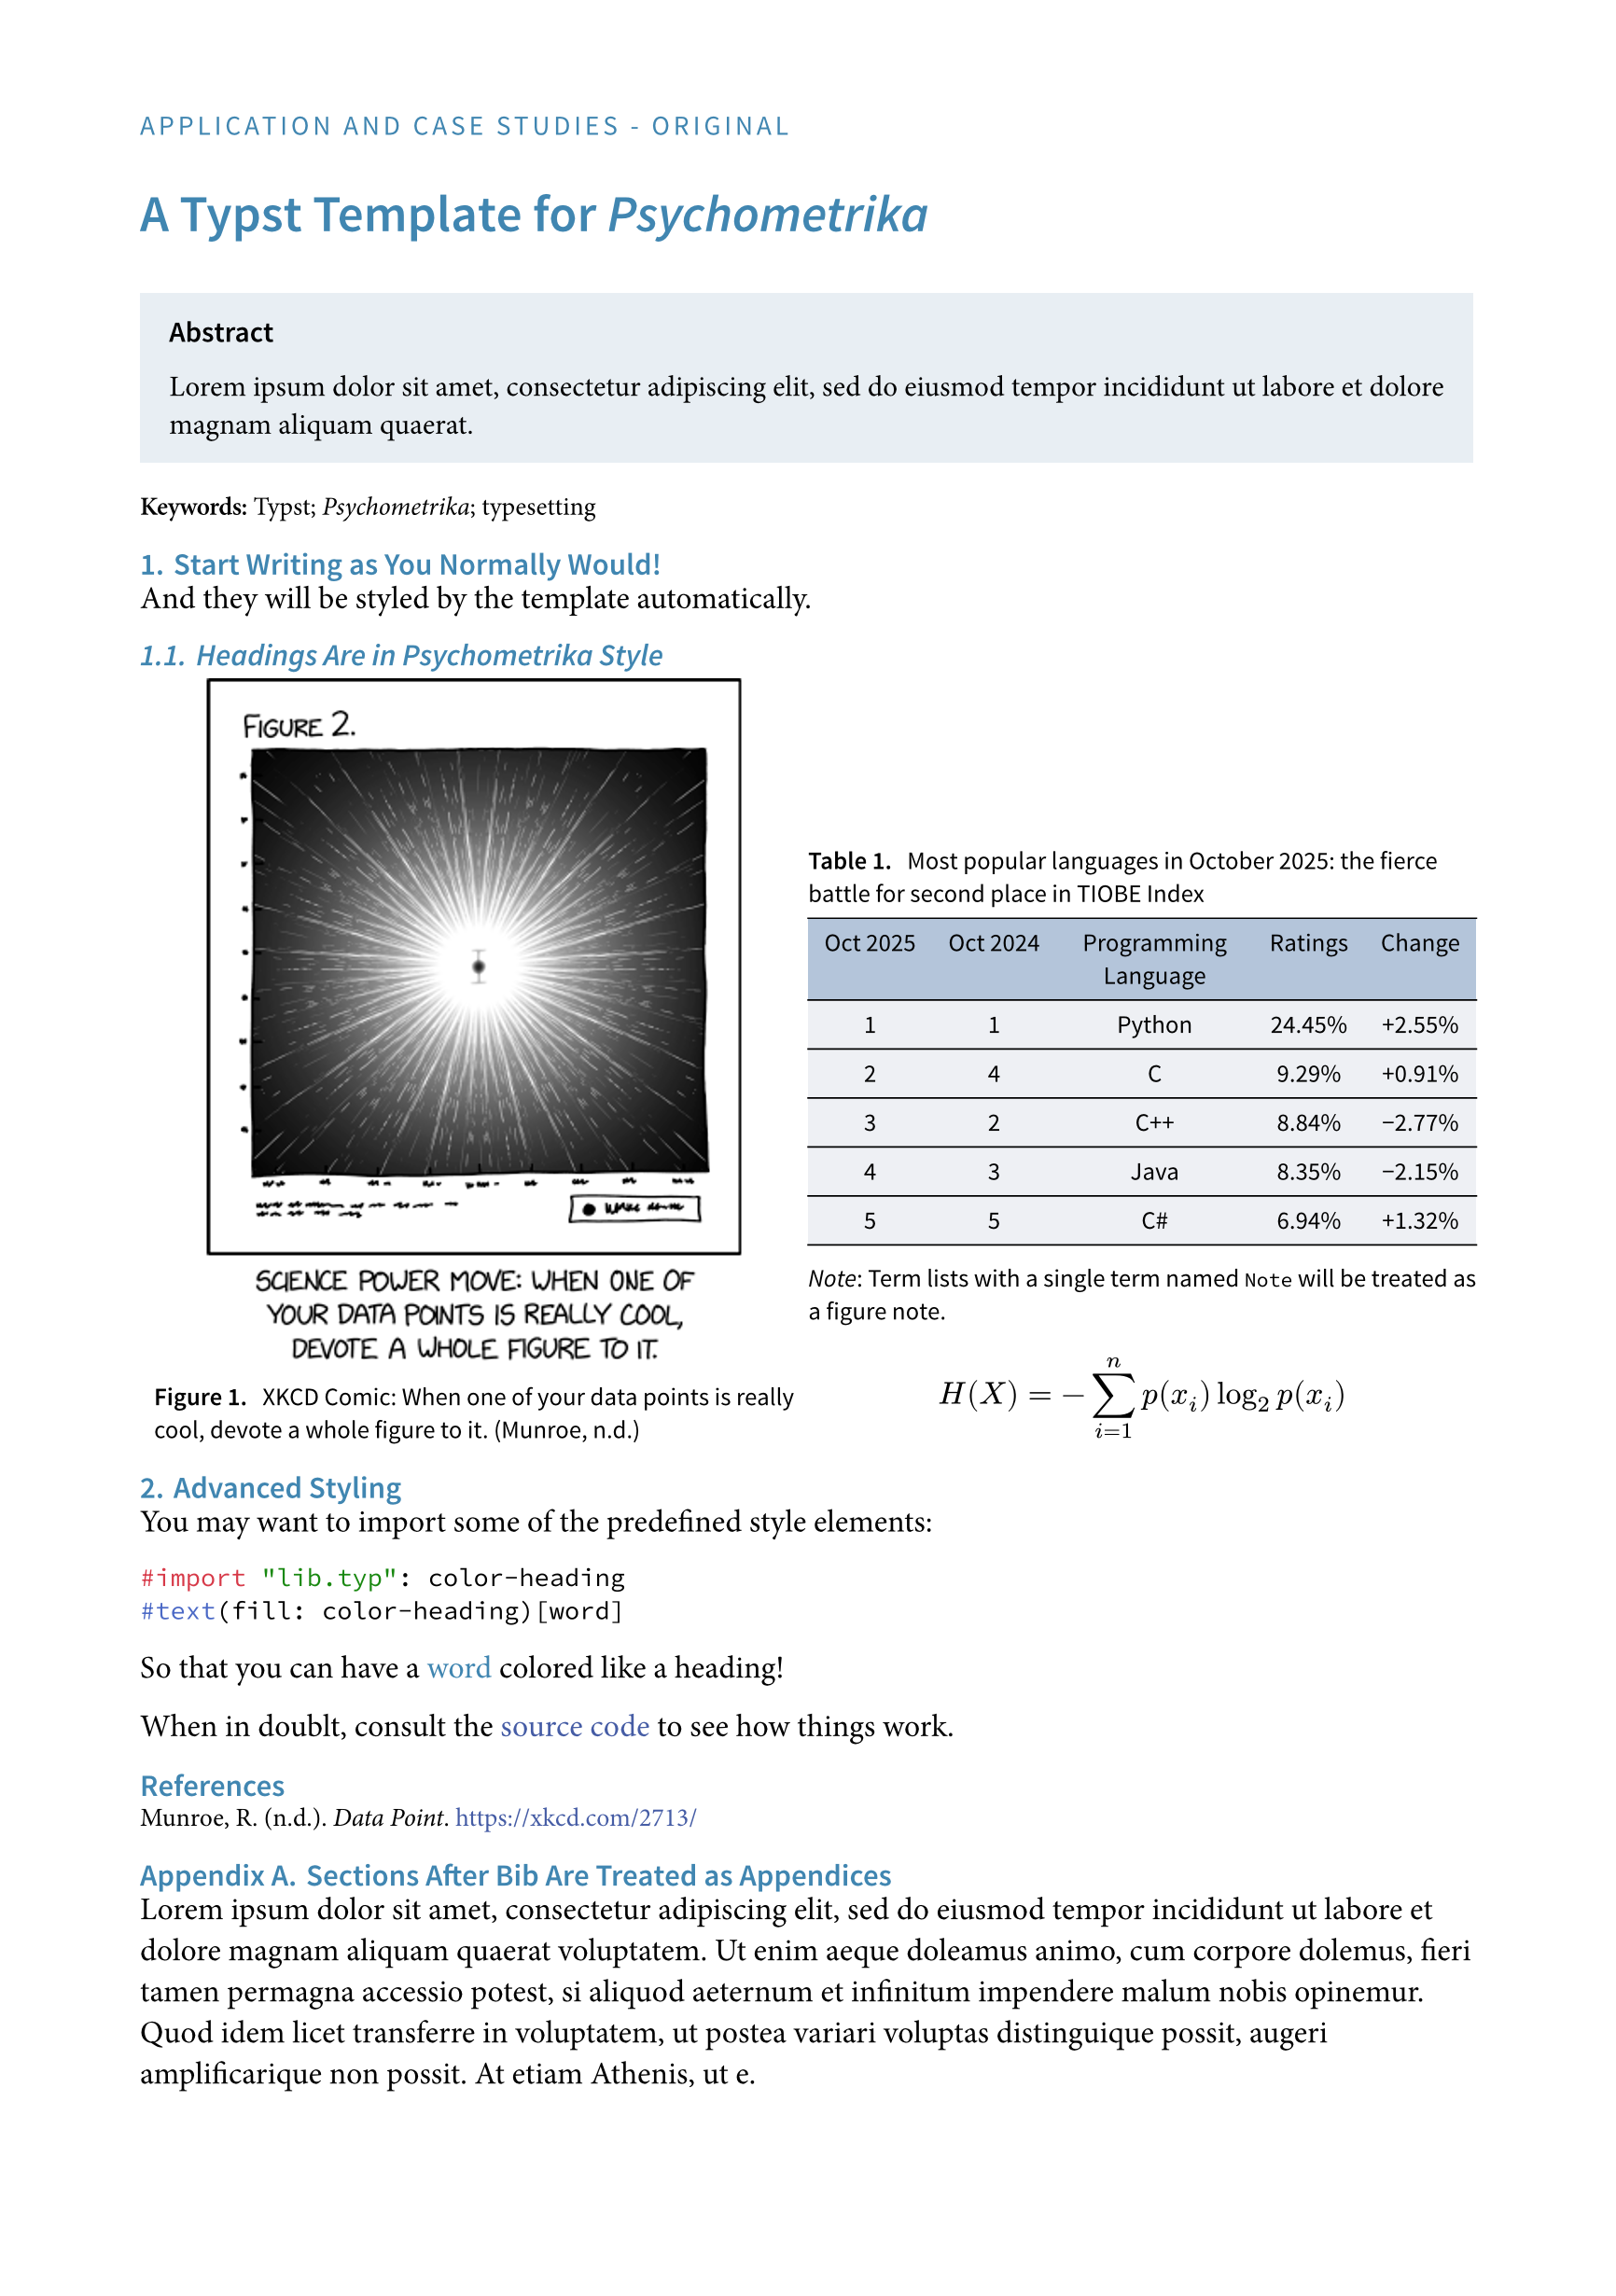 APPLICATION AND CASE STUDIES - ORIGINAL
A Typst Template for Psychometrika
Abstract
Lorem ipsum dolor sit amet, consectetur adipiscing elit, sed do eiusmod tempor incididunt ut labore et dolore
magnam aliquam quaerat.
Keywords: Typst; Psychometrika; typesetting
1. Start Writing as You Normally Would!
And they will be styled by the template automatically.
1.1. Headings Are in Psychometrika Style
FIGURE 2.
SCIENCE POWER MOVE: WHEN ONE OF
YOUR DATA POINTS IS REALLY COOL,
DEVOTE A WHOLE FIGURE TO IT.
Figure 1. XKCD Comic: When one of your data points is really
cool, devote a whole figure to it. (Munroe, n.d.)
Table 1. Most popular languages in October 2025: the fierce
battle for second place in TIOBE Index
Oct 2025 Oct 2024 Programming Language Ratings Change
1 1 Python 24.45% +2.55%
2 4 C 9.29% +0.91%
3 2 C++ 8.84% −2.77%
4 3 Java 8.35% −2.15%
5 5 C# 6.94% +1.32%
Note: Term lists with a single term named Note will be treated as
a figure note.
H(X) = −∑_{i=1}^{n} p(x_i) log_2 p(x_i)
2. Advanced Styling
You may want to import some of the predefined style elements:
#import "lib.typ": color-heading
#text(fill: color-heading)[word]
So that you can have a word colored like a heading!
When in doublt, consult the source code to see how things work.
References
Munroe, R. (n.d.). Data Point. https://xkcd.com/2713/
Appendix A. Sections After Bib Are Treated as Appendices
Lorem ipsum dolor sit amet, consectetur adipiscing elit, sed do eiusmod tempor incididunt ut labore et
dolore magnam aliquam quaerat voluptatem. Ut enim aeque doleamus animo, cum corpore dolemus, fieri
tamen permagna accessio potest, si aliquod aeternum et infinitum impendere malum nobis opinemur.
Quod idem licet transferre in voluptatem, ut postea variari voluptas distinguique possit, augeri
amplificarique non possit. At etiam Athenis, ut e.